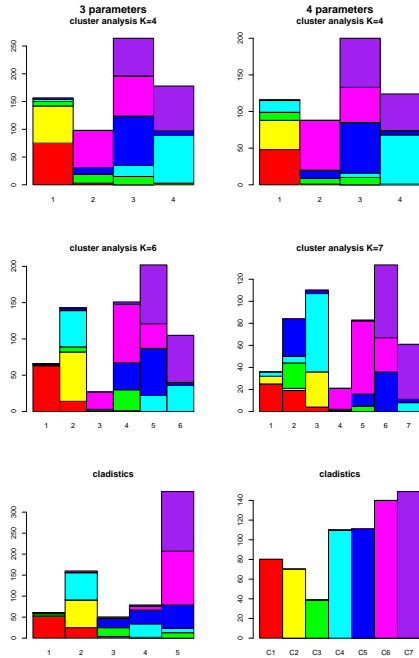 3 parameters
cluster analysis K=4
0 50 100 150 200 250
1 2 3 4
4 parameters
cluster analysis K=4
0 50 100 150 200
1 2 3 4
cluster analysis K=6
0 50 100 150 200
1 2 3 4 5 6
cluster analysis K=7
0 20 40 60 80 100 120
1 2 3 4 5 6 7
cladistics
0 50 100 150 200 250 300
1 2 3 4 5
cladistics
0 20 40 60 80 100 120 140
C1 C2 C3 C4 C5 C6 C7